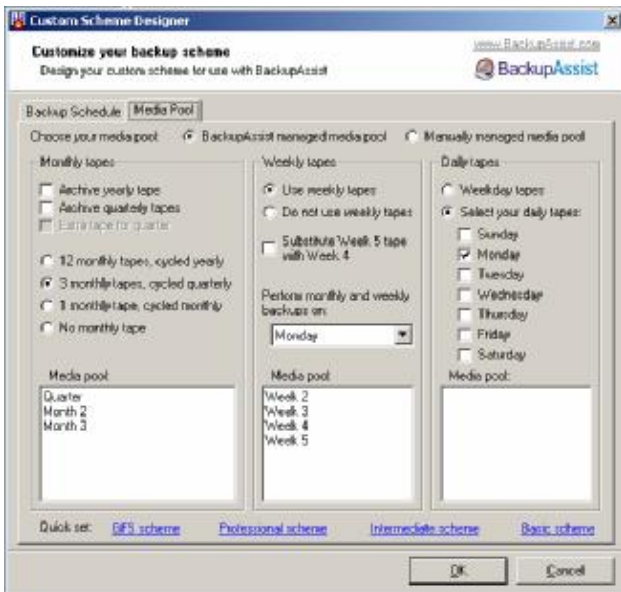 Custom Scheme Designer
Customize your backup scheme
Design your custom scheme for use with BackupAssist
www.BackupAssist.com
BackupAssist
Backup Schedule
Media Pool
Choose your media pool:
BackupAssist managed media pool
Manually managed media pool
Monthly tapes
Archive yearly tape
Archive quarterly tapes
Extra tape for quarter
12 monthly tapes, cycled yearly
3 monthly tapes, cycled quarterly
1 monthly tape, cycled monthly
No monthly tape
Media pool:
Quarter
Month 2
Month 3
Weekly tapes
Use weekly tapes
Do not use weekly tapes
Substitute Week 5 tape
with Week 4
Perform monthly and weekly
backups on:
Monday
Media pool:
Week 2
Week 3
Week 4
Week 5
Daily tapes
Weekday tapes
Select your daily tapes:
Sunday
Monday
Tuesday
Wednesday
Thursday
Friday
Saturday
Media pool:
Quick set:
GFS scheme
Professional scheme
Intermediate scheme
Basic scheme
OK
Cancel